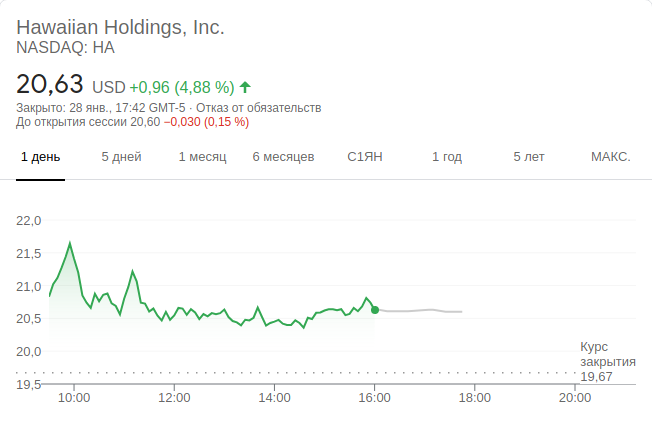 Hawaiian Holdings, Inc.
NASDAQ: HA
20,63 USD +0,96 (4,88 %)
Закрыто: 28 янв., 17:42 GMT-5 · Отказ от обязательств
До открытия сессии 20,60 −0,030 (0,15 %)
1 день 5 дней 1 месяц 6 месяцев С1ЯН 1 год 5 лет МАКС.
22,0
21,5
21,0
20,5
20,0
Курс
закрытия
19,67
19,5
10:00 12:00 14:00 16:00 18:00 20:00